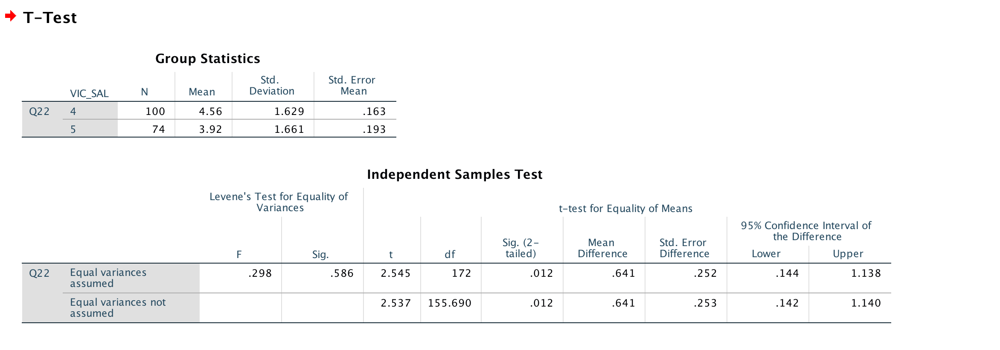 T-Test
Group Statistics
VIC_SAL N Mean Std. Deviation Std. Error Mean
Q22 4 100 4.56 1.629 .163
5 74 3.92 1.661 .193
Independent Samples Test
Levene's Test for Equality of Variances
t-test for Equality of Means
F Sig. t df Sig. (2-tailed) Mean Difference Std. Error Difference 95% Confidence Interval of the Difference
Lower Upper
Q22 Equal variances assumed .298 .586 2.545 172 .012 .641 .252 .144 1.138
Equal variances not assumed 2.537 155.690 .012 .641 .253 .142 1.140